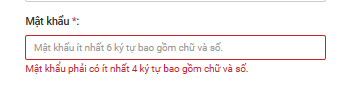 Mật khẩu *:
Mật khẩu ít nhất 6 ký tự bao gồm chữ và số.
Mật khẩu phải có ít nhất 4 ký tự bao gồm chữ và số.